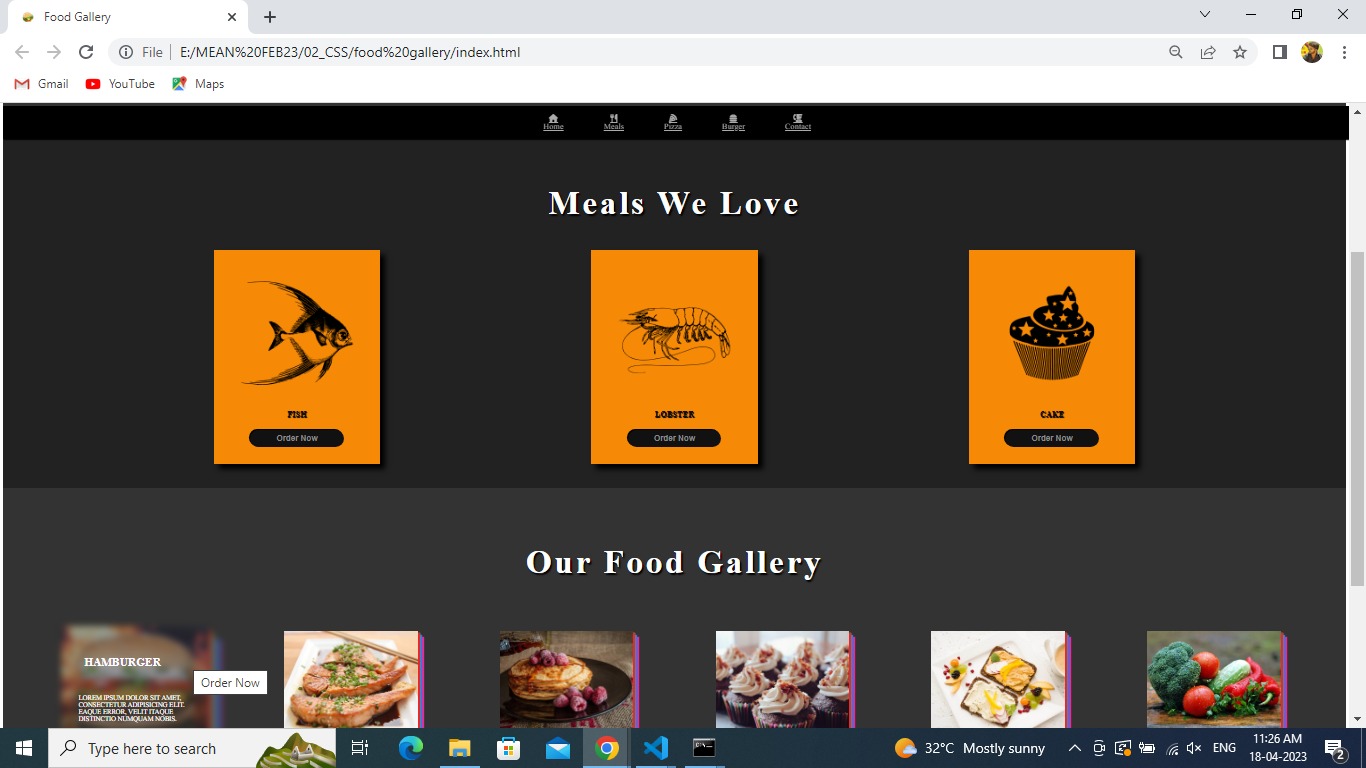 Food Gallery
File
E:/MEAN%20FEB23/02_CSS/food%20gallery/index.html
Gmail
YouTube
Maps
Home
Meals
Pizza
Burger
Contact
Meals We Love
FISH
LOBSTER
CAKE
Order Now
Order Now
Order Now
Our Food Gallery
HAMBURGER
Order Now
LOREM IPSUM DOLOR SIT AMET,
CONSECTETUR ADIPISICING ELIT.
EAQUE ERROR, VELIT ITAQUE
DISTINCTIO NUMQUAM NOBIS.
Type here to search
32°C Mostly sunny
ENG
11:26 AM
18-04-2023
2